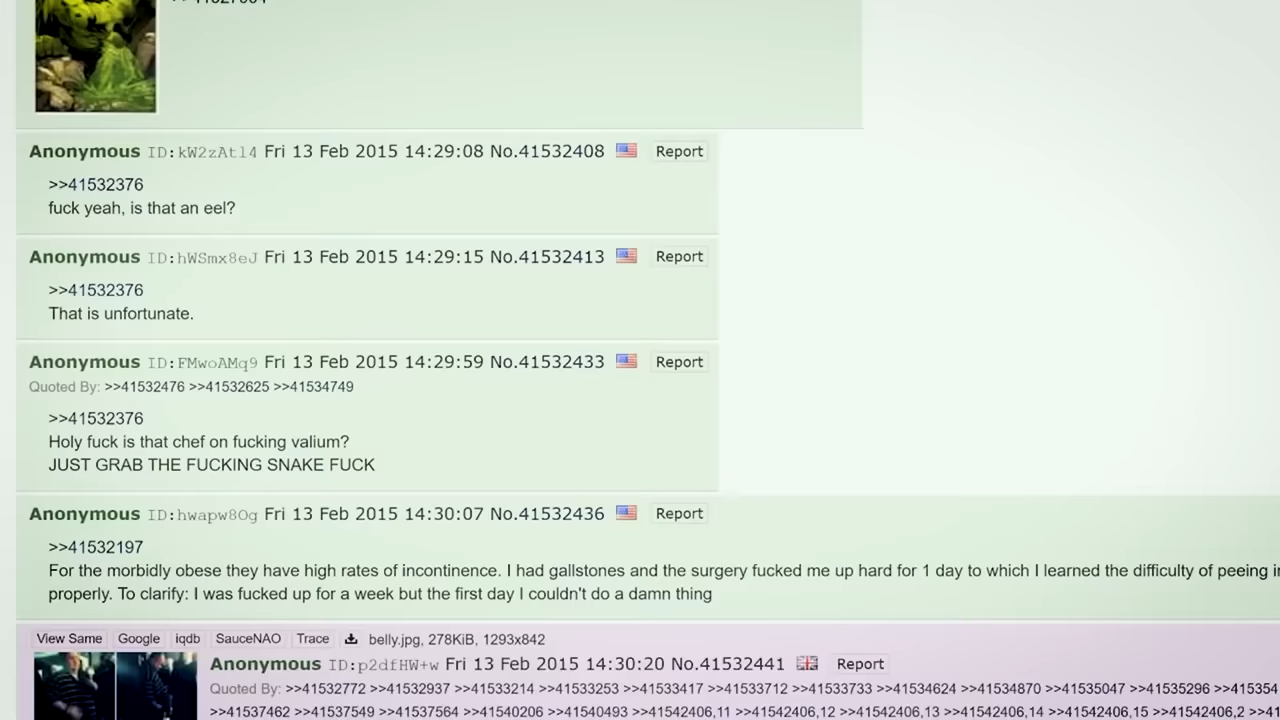 Anonymous ID:kW2zAtl4 Fri 13 Feb 2015 14:29:08 No.41532408 Report
>>41532376
fuck yeah, is that an eel?
Anonymous ID:hWSmx8eJ Fri 13 Feb 2015 14:29:15 No.41532413 Report
>>41532376
That is unfortunate.
Anonymous ID:FMwoAMq9 Fri 13 Feb 2015 14:29:59 No.41532433 Report
Quoted By: >>41532476 >>41532625 >>41534749
>>41532376
Holy fuck is that chef on fucking valium?
JUST GRAB THE FUCKING SNAKE FUCK
Anonymous ID:hwapw8Og Fri 13 Feb 2015 14:30:07 No.41532436 Report
>>41532197
For the morbidly obese they have high rates of incontinence. I had gallstones and the surgery fucked me up hard for 1 day to which I learned the difficulty of peeing
properly. To clarify: I was fucked up for a week but the first day I couldn't do a damn thing
View Same Google iqdb SauceNAO Trace belly.jpg, 278KiB, 1293x842
Anonymous ID:p2dfHW+w Fri 13 Feb 2015 14:30:20 No.41532441 Report
Quoted By: >>41532772 >>41532937 >>41533214 >>41533253 >>41533417 >>41533712 >>41533733 >>41534624 >>41534870 >>41535047 >>41535296 >>415354
>>41537462 >>41537549 >>41537564 >>41540206 >>41540493 >>41542406,11 >>41542406,12 >>41542406,13 >>41542406,14 >>41542406,15 >>41542406,2 >>41